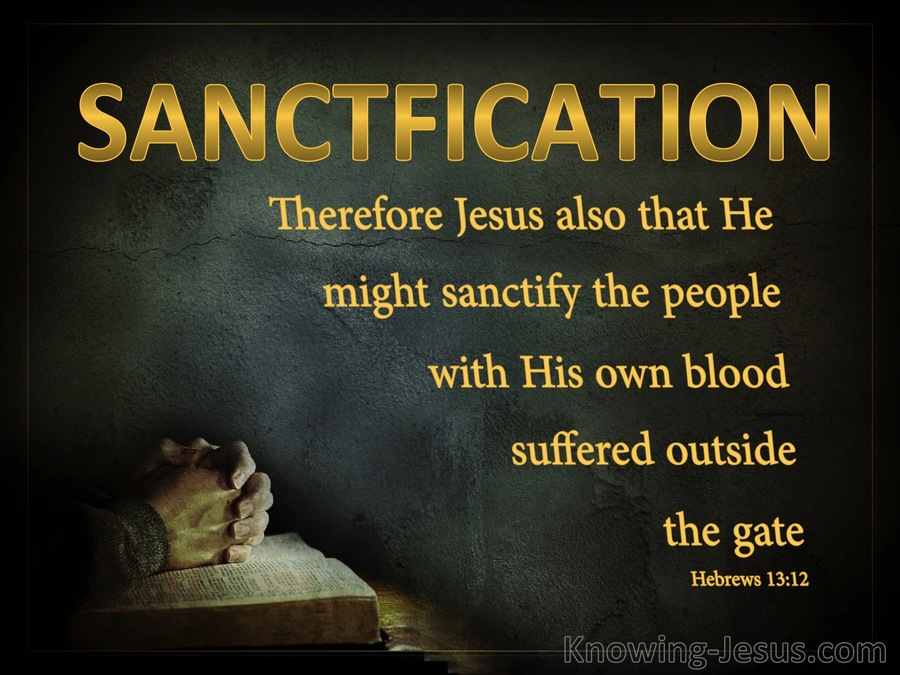 SANCTFICATION
Therefore Jesus also that He
might sanctify the people
with His own blood
suffered outside
the gate
Hebrews 13:12
Knowing-Jesus.com